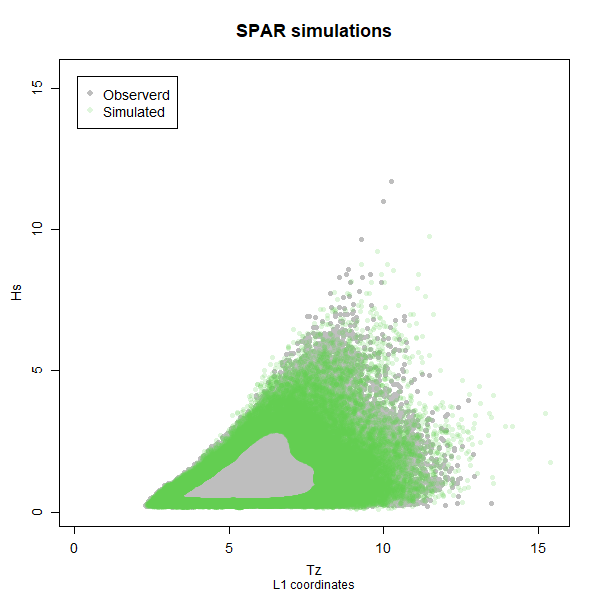 SPAR simulations
Observerd
Simulated
15
10
5
0
Hs
0 5 10 15
Tz
L1 coordinates